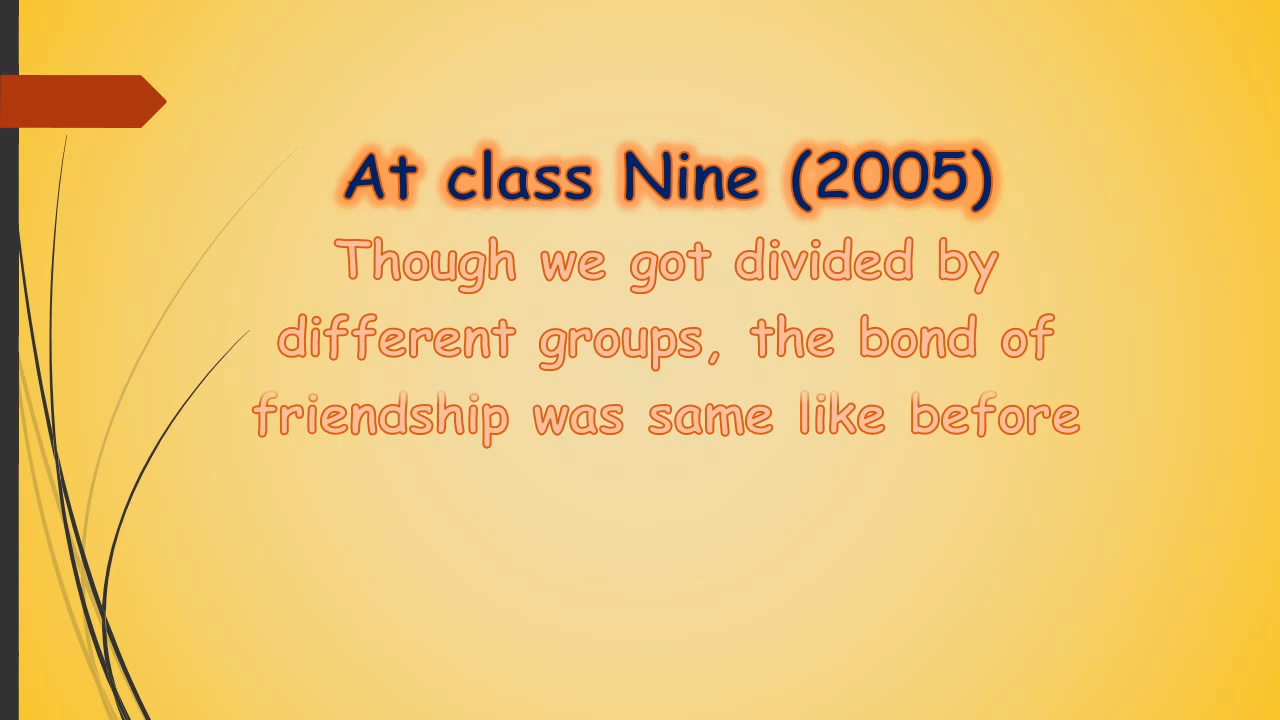 At class Nine (2005)
Though we got divided by
different groups, the bond of
friendship was same like before